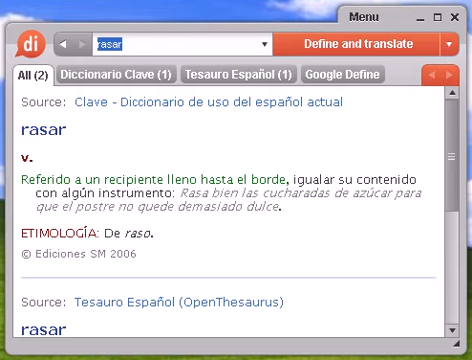 Menu
di
rasar
Define and translate
All (2)
Diccionario Clave (1)
Tesauro Español (1)
Google Define
Source: Clave - Diccionario de uso del español actual
rasar
v.
Referido a un recipiente lleno hasta el borde, igualar su contenido
con algún instrumento: Rasa bien las cucharadas de azúcar para
que el postre no quede demasiado dulce.
ETIMOLOGÍA: De raso.
© Ediciones SM 2006
Source: Tesauro Español (OpenThesaurus)
rasar